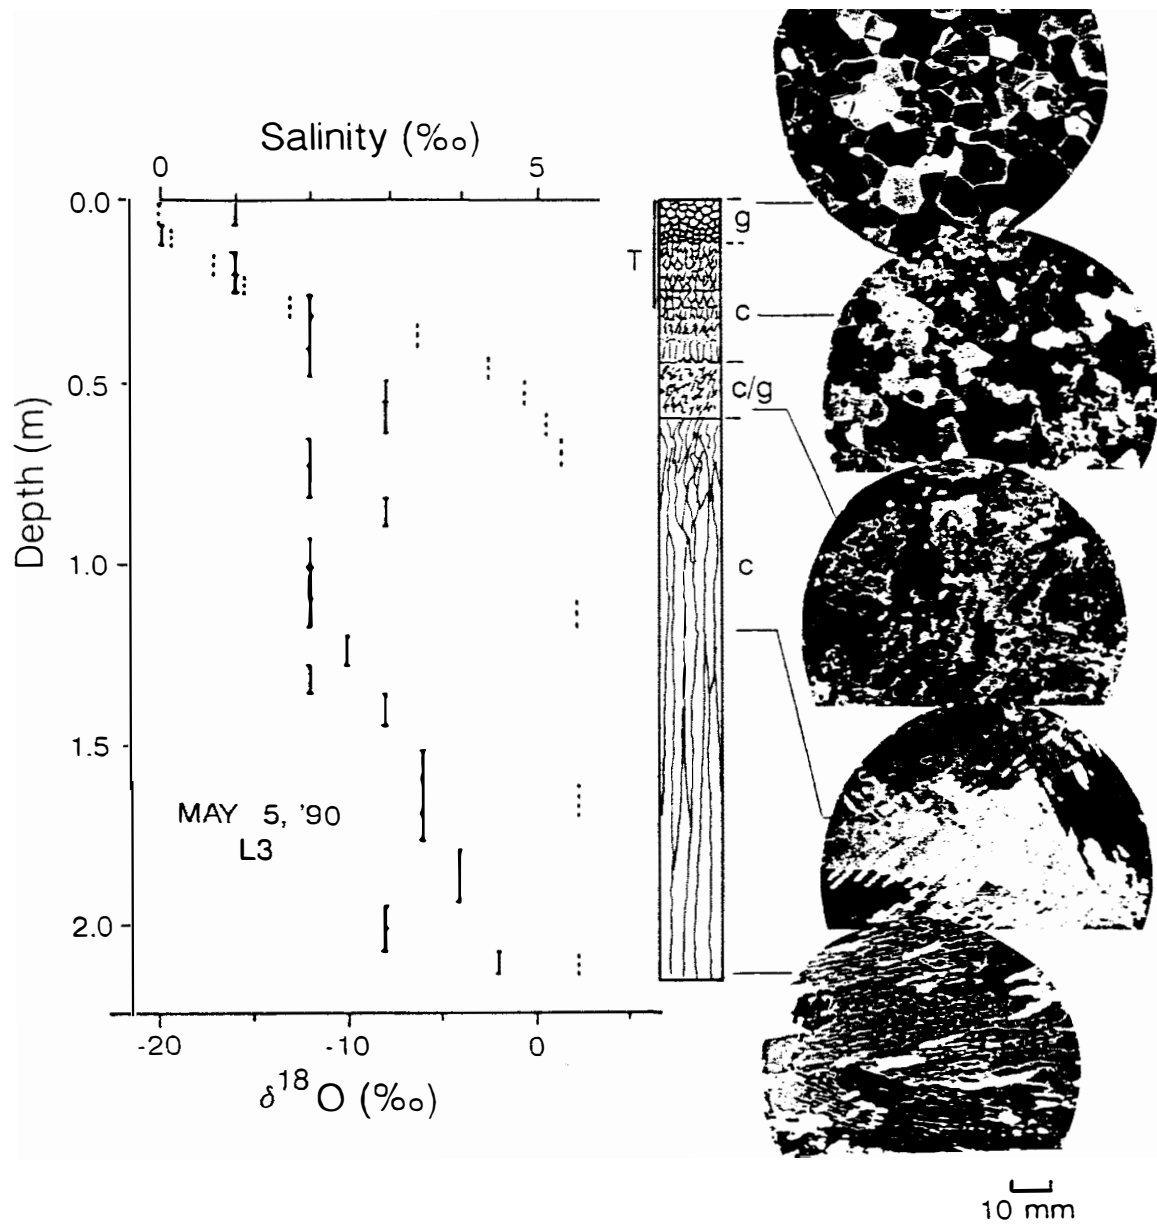 Salinity (‰)
0 5
0.0
0.5
1.0
1.5
2.0
Depth (m)
MAY 5, '90
L3
-20 -10 0
δ18O (‰)
T
g
c
c/g
c
10 mm